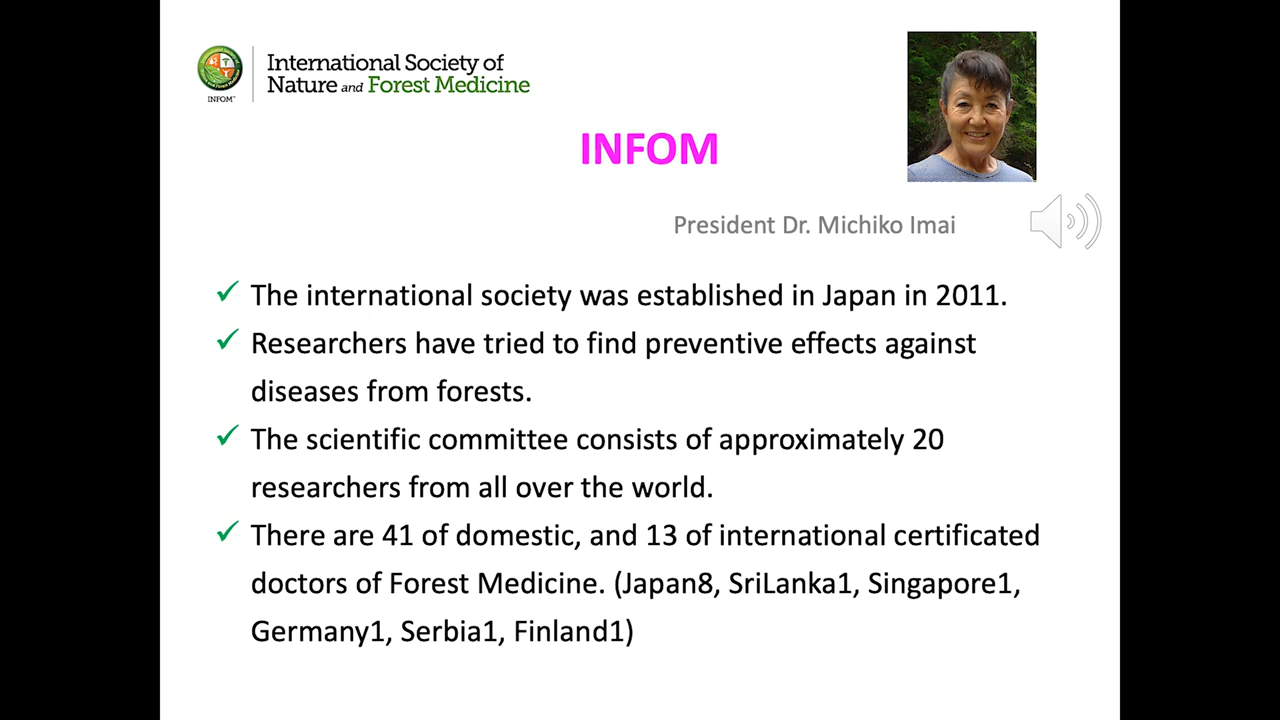 International Society of
Nature and Forest Medicine
INFOM™
INFOM
President Dr. Michiko Imai
✓ The international society was established in Japan in 2011.
✓ Researchers have tried to find preventive effects against
diseases from forests.
✓ The scientific committee consists of approximately 20
researchers from all over the world.
✓ There are 41 of domestic, and 13 of international certificated
doctors of Forest Medicine. (Japan8, SriLanka1, Singapore1,
Germany1, Serbia1, Finland1)